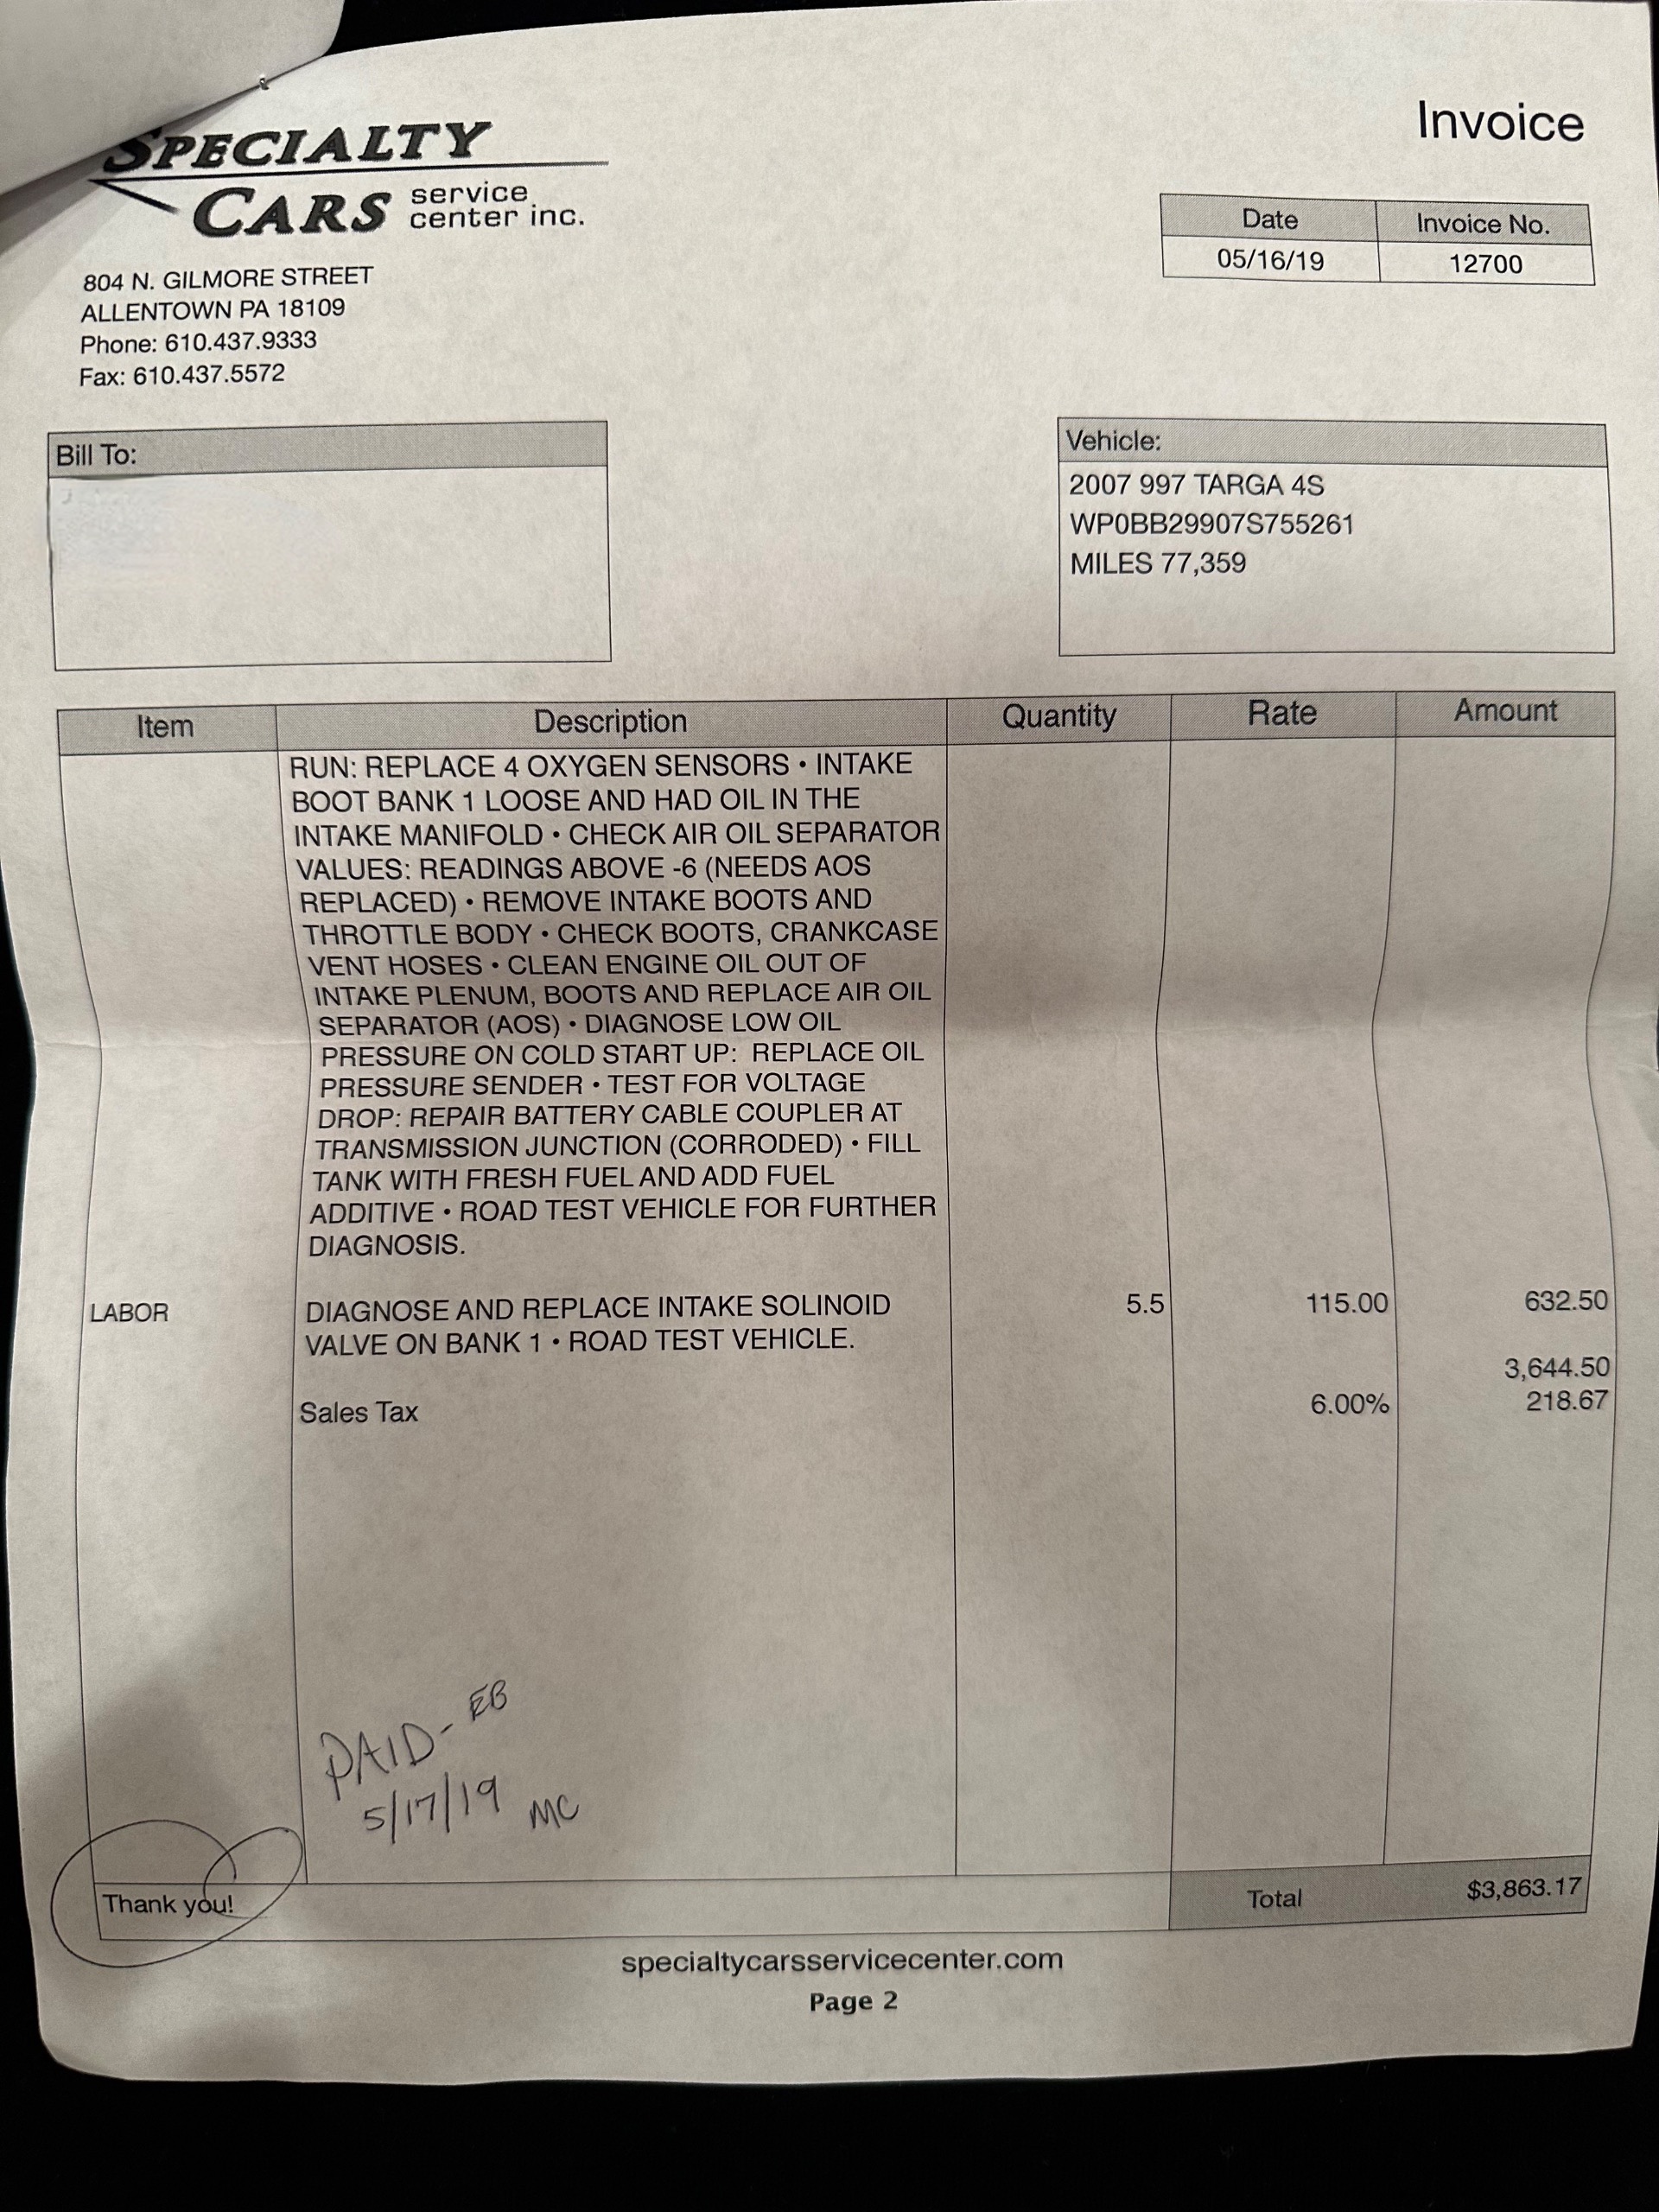 SPECIALTY
CARS service center inc.
Invoice
Date Invoice No.
05/16/19 12700
804 N. GILMORE STREET
ALLENTOWN PA 18109
Phone: 610.437.9333
Fax: 610.437.5572
Bill To:
Vehicle:
2007 997 TARGA 4S
WP0BB29907S755261
MILES 77,359
Item Description Quantity Rate Amount
RUN: REPLACE 4 OXYGEN SENSORS • INTAKE
BOOT BANK 1 LOOSE AND HAD OIL IN THE
INTAKE MANIFOLD • CHECK AIR OIL SEPARATOR
VALUES: READINGS ABOVE -6 (NEEDS AOS
REPLACED) • REMOVE INTAKE BOOTS AND
THROTTLE BODY • CHECK BOOTS, CRANKCASE
VENT HOSES • CLEAN ENGINE OIL OUT OF
INTAKE PLENUM, BOOTS AND REPLACE AIR OIL
SEPARATOR (AOS) • DIAGNOSE LOW OIL
PRESSURE ON COLD START UP: REPLACE OIL
PRESSURE SENDER • TEST FOR VOLTAGE
DROP: REPAIR BATTERY CABLE COUPLER AT
TRANSMISSION JUNCTION (CORRODED) • FILL
TANK WITH FRESH FUEL AND ADD FUEL
ADDITIVE • ROAD TEST VEHICLE FOR FURTHER
DIAGNOSIS.
LABOR DIAGNOSE AND REPLACE INTAKE SOLINOID 5.5 115.00 632.50
VALVE ON BANK 1 • ROAD TEST VEHICLE.
3,644.50
Sales Tax 6.00% 218.67
PAID- EB
5/17/19 MC
Thank you! Total $3,863.17
specialtycarsservicecenter.com
Page 2